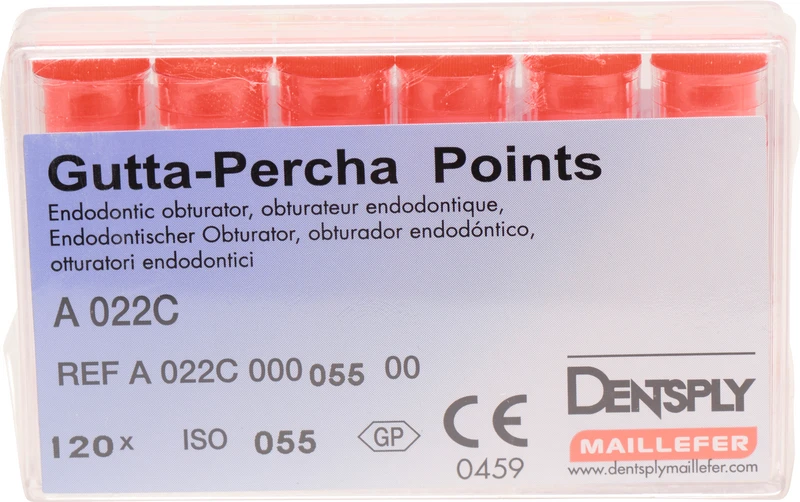 Gutta-Percha Points
Endodontic obturator, obturateur endodontique,
Endodontischer Obturator, obturador endodóntico,
otturatori endodontici
A 022C
REF A 022C 000 055 00
120x ISO 055 GP CE
0459
DENTSPLY
MAILLEFER
www.dentsplymaillefer.com